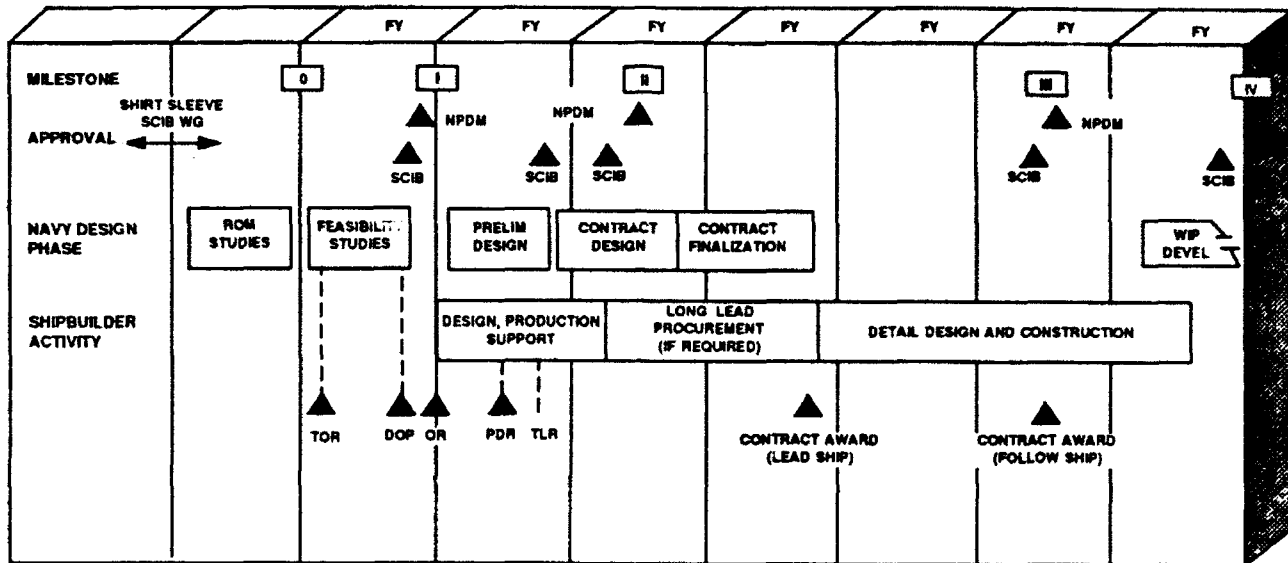 FY FY FY FY FY FY FY
MILESTONE 0 I II III IV
SHIRT SLEEVE
SCIB WG
APPROVAL
NPDM NPDM NPDM
SCIB SCIB SCIB SCIB SCIB
NAVY DESIGN
PHASE
ROM
STUDIES
FEASIBILITY
STUDIES
PRELIM
DESIGN
CONTRACT
DESIGN
CONTRACT
FINALIZATION
WIP
DEVEL
SHIPBUILDER
ACTIVITY
DESIGN, PRODUCTION
SUPPORT
LONG LEAD
PROCUREMENT
(IF REQUIRED)
DETAIL DESIGN AND CONSTRUCTION
TOR DOP OR PDR TLR
CONTRACT AWARD
(LEAD SHIP)
CONTRACT AWARD
(FOLLOW SHIP)